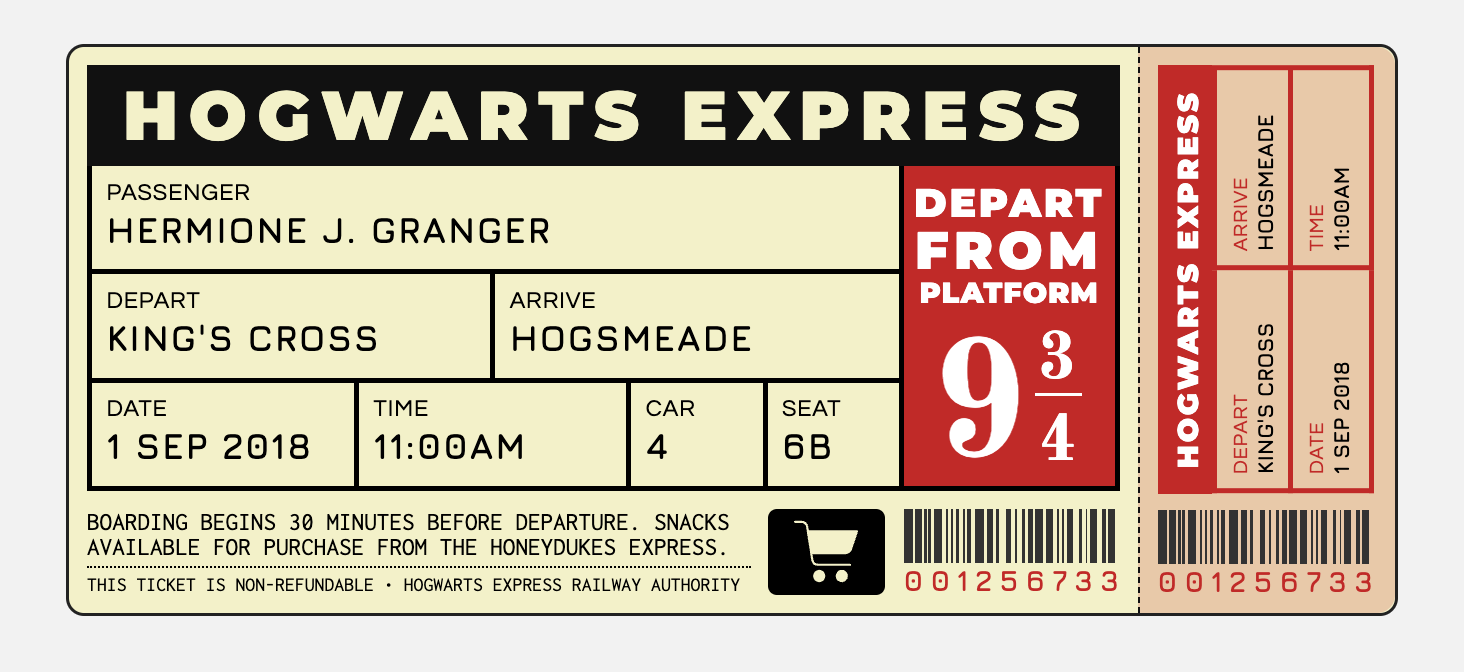 HOGWARTS EXPRESS
PASSENGER
HERMIONE J. GRANGER
DEPART
KING'S CROSS
ARRIVE
HOGSMEADE
DATE
1 SEP 2018
TIME
11:00AM
CAR
4
SEAT
6B
DEPART
FROM
PLATFORM
9 3/4
BOARDING BEGINS 30 MINUTES BEFORE DEPARTURE. SNACKS
AVAILABLE FOR PURCHASE FROM THE HONEYDUKES EXPRESS.
THIS TICKET IS NON-REFUNDABLE • HOGWARTS EXPRESS RAILWAY AUTHORITY
001256733
HOGWARTS EXPRESS
DEPART
KING'S CROSS
ARRIVE
HOGSMEADE
DATE
1 SEP 2018
TIME
11:00AM
001256733